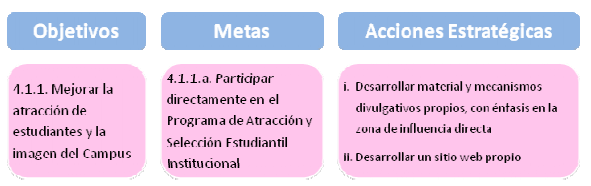 Objetivos
Metas
Acciones Estratégicas
4.1.1. Mejorar la
atracción de
estudiantes y la
imagen del Campus
4.1.1.a. Participar
directamente en el
Programa de Atracción y
Selección Estudiantil
Institucional
i. Desarrollar material y mecanismos
divulgativos propios, con énfasis en la
zona de influencia directa
ii. Desarrollar un sitio web propio